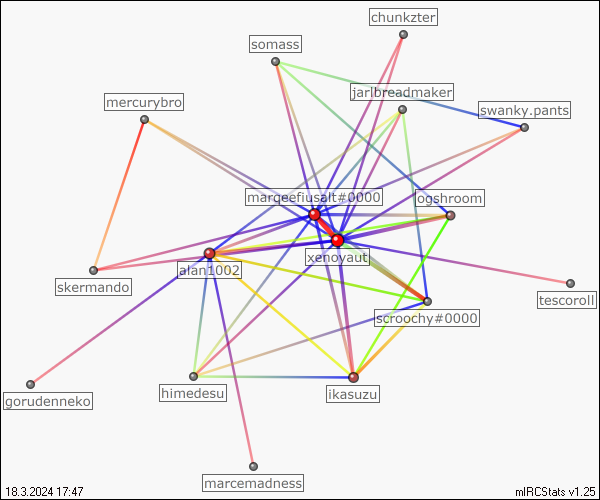 chunkzter
somass
jarlbreadmaker
mercurybro
swanky.pants
marqeefiusalt#0000
ogshroom
xenoyaut
alan1002
skermando
tescoroll
scroochy#0000
himedesu
ikasuzu
gorudenneko
marcemadness
18.3.2024 17:47
mIRCStats v1.25